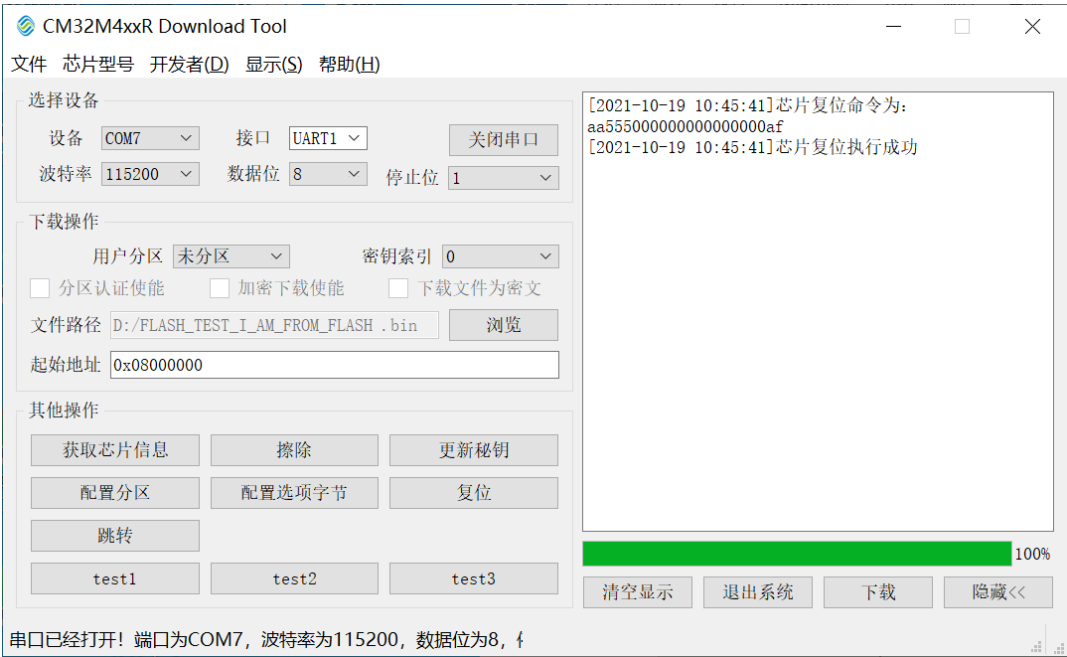 CM32M4xxR Download Tool
文件 芯片型号 开发者(D) 显示(S) 帮助(H)
选择设备
设备 COM7 接口 UART1 关闭串口
波特率 115200 数据位 8 停止位 1
下载操作
用户分区 未分区 密钥索引 0
分区认证使能 加密下载使能 下载文件为密文
文件路径 D:/FLASH_TEST_I_AM_FROM_FLASH .bin 浏览
起始地址 0x08000000
其他操作
获取芯片信息 擦除 更新秘钥
配置分区 配置选项字节 复位
跳转
test1 test2 test3
[2021-10-19 10:45:41]芯片复位命令为:
aa555000000000000000af
[2021-10-19 10:45:41]芯片复位执行成功
100%
清空显示 退出系统 下载 隐藏<<
串口已经打开！端口为COM7，波特率为115200，数据位为8，